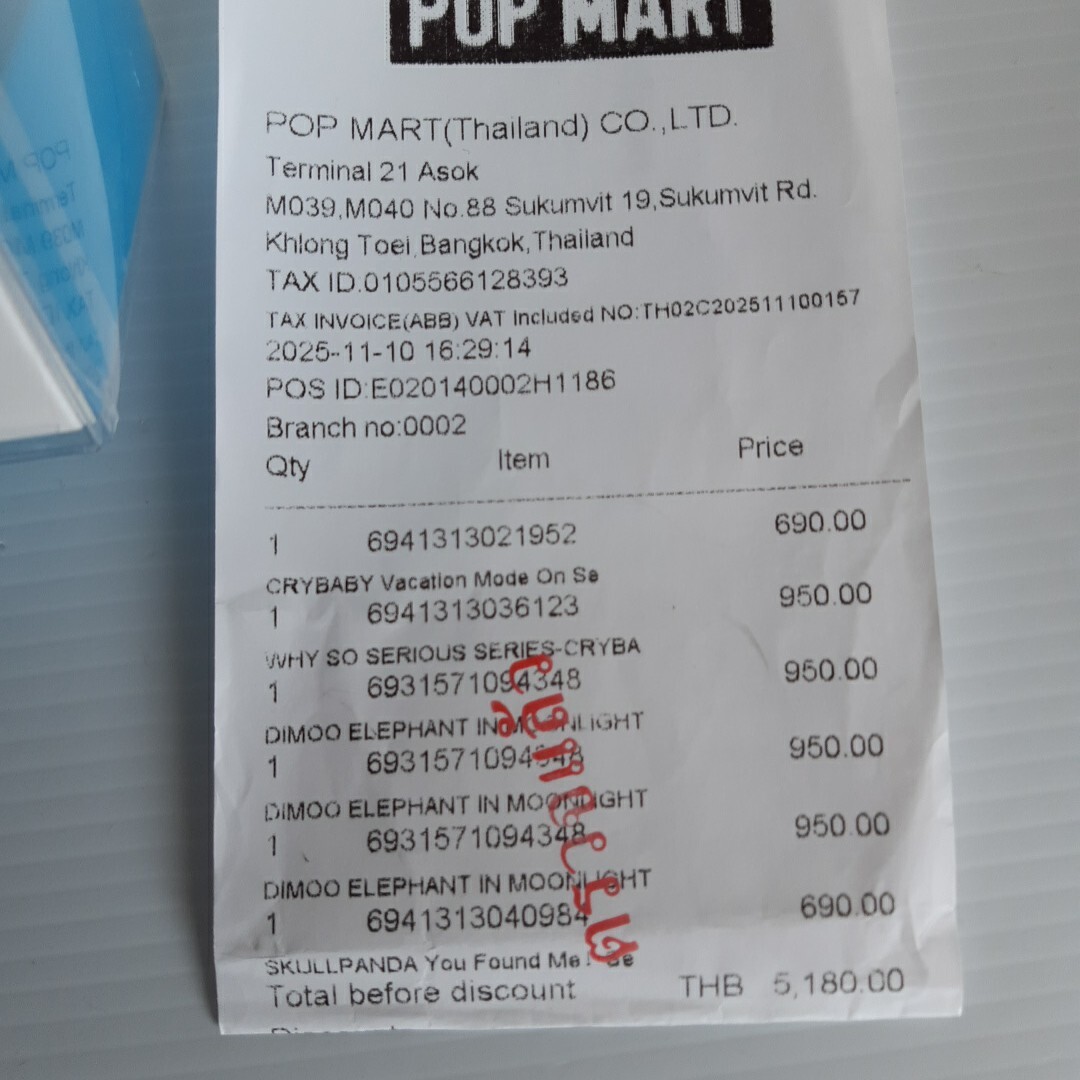 POP MART
POP MART(Thailand) CO.,LTD.
Terminal 21 Asok
M039,M040 No.88 Sukumvit 19,Sukumvit Rd.
Khlong Toei,Bangkok,Thailand
TAX ID.0105566128393
TAX INVOICE(ABB) VAT Included NO:TH02C202511100157
2025-11-10 16:29:14
POS ID:E020140002H1186
Branch no:0002
Qty Item Price
1 6941313021952 690.00
CRYBABY Vacation Mode On Se
1 6941313036123 950.00
WHY SO SERIOUS SERIES-CRYBA
1 6931571094348 950.00
DIMOO ELEPHANT IN MOONLIGHT
1 6931571094348 950.00
DIMOO ELEPHANT IN MOONLIGHT
1 6931571094348 950.00
DIMOO ELEPHANT IN MOONLIGHT
1 6941313040984 690.00
SKULLPANDA You Found Me! Se
Total before discount THB 5,180.00